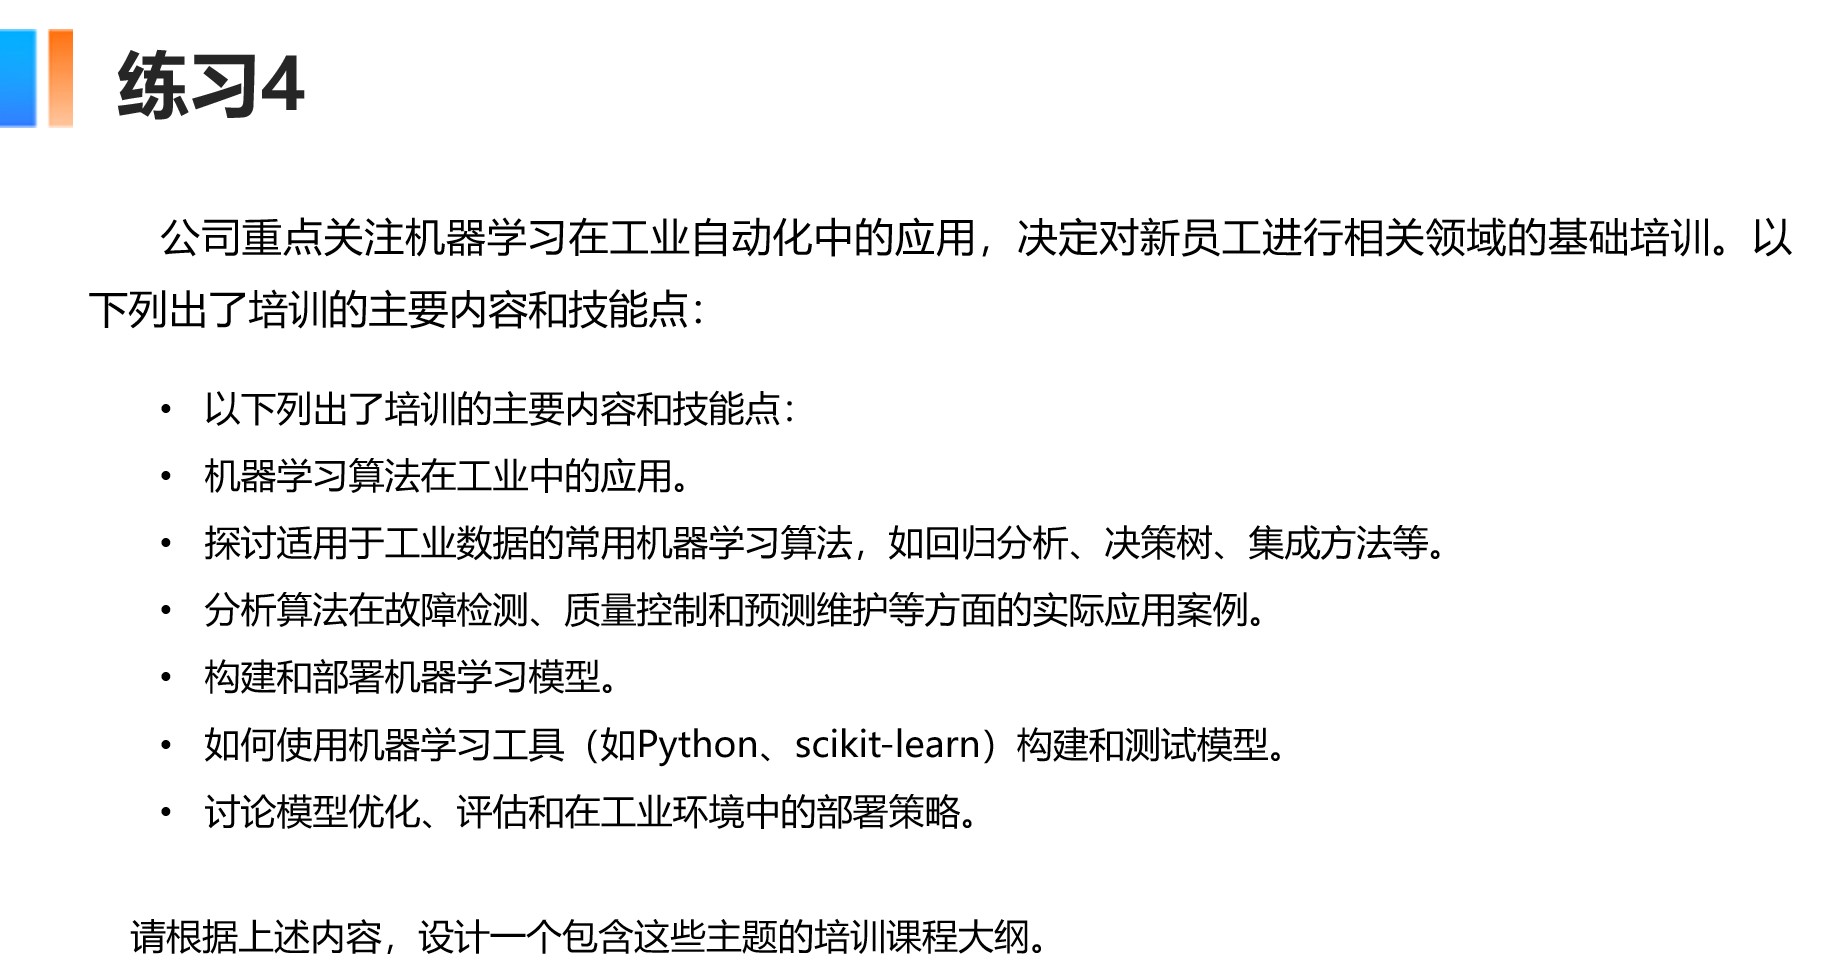 练习4
公司重点关注机器学习在工业自动化中的应用，决定对新员工进行相关领域的基础培训。以
下列出了培训的主要内容和技能点：
• 以下列出了培训的主要内容和技能点：
• 机器学习算法在工业中的应用。
• 探讨适用于工业数据的常用机器学习算法，如回归分析、决策树、集成方法等。
• 分析算法在故障检测、质量控制和预测维护等方面的实际应用案例。
• 构建和部署机器学习模型。
• 如何使用机器学习工具（如Python、scikit-learn）构建和测试模型。
• 讨论模型优化、评估和在工业环境中的部署策略。
请根据上述内容，设计一个包含这些主题的培训课程大纲。